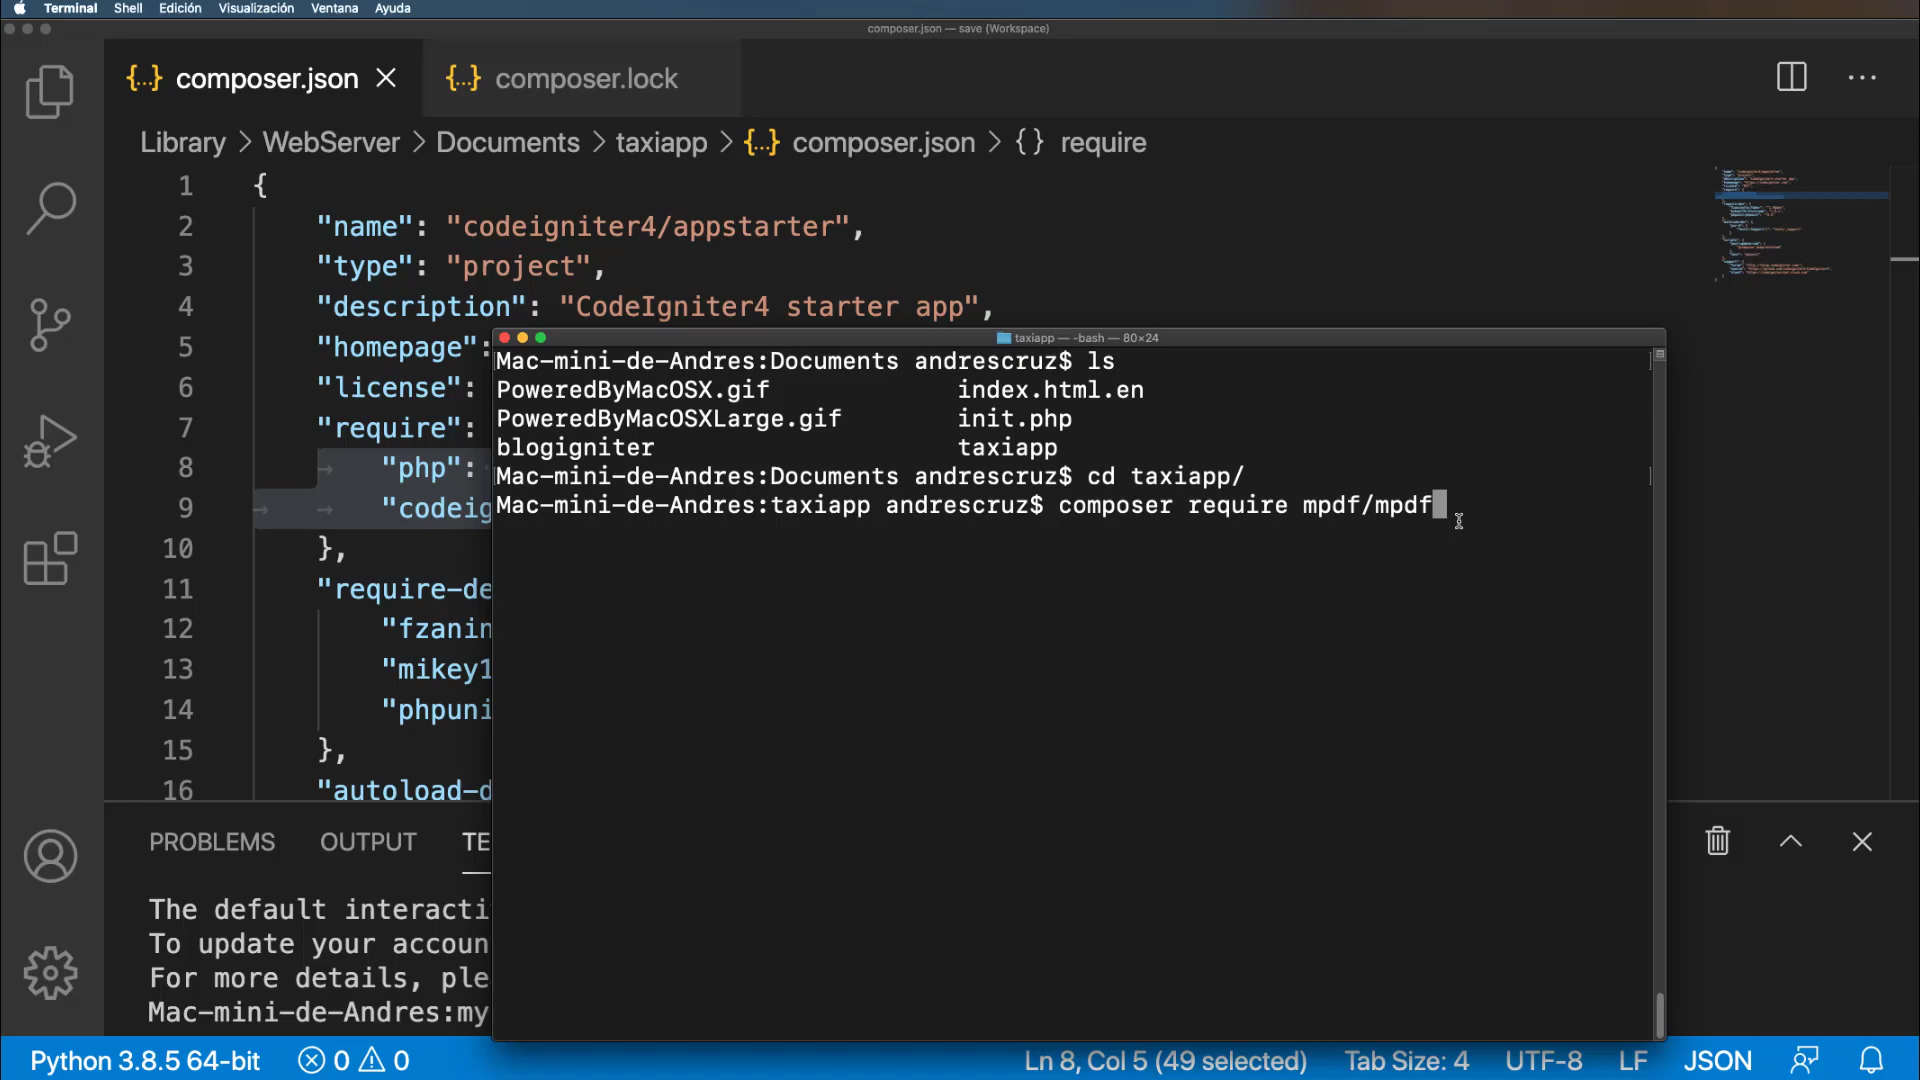 Terminal Shell Edición Visualización Ventana Ayuda
composer.json — save (Workspace)
{..} composer.json {..} composer.lock
Library > WebServer > Documents > taxiapp > {..} composer.json > {} require
1 {
2 "name": "codeigniter4/appstarter",
3 "type": "project",
4 "description": "CodeIgniter4 starter app",
5 "homepage":
6 "license":
7 "require":
8 "php":
9 "codeig
10 },
11 "require-de
12 "fzanin
13 "mikey1
14 "phpuni
15 },
16 "autoload-d
taxiapp — -bash — 80×24
Mac-mini-de-Andres:Documents andrescruz$ ls
PoweredByMacOSX.gif index.html.en
PoweredByMacOSXLarge.gif init.php
blogigniter taxiapp
Mac-mini-de-Andres:Documents andrescruz$ cd taxiapp/
Mac-mini-de-Andres:taxiapp andrescruz$ composer require mpdf/mpdf
PROBLEMS OUTPUT TE
The default interacti
To update your accoun
For more details, ple
Mac-mini-de-Andres:my
Python 3.8.5 64-bit 0 0 Ln 8, Col 5 (49 selected) Tab Size: 4 UTF-8 LF JSON